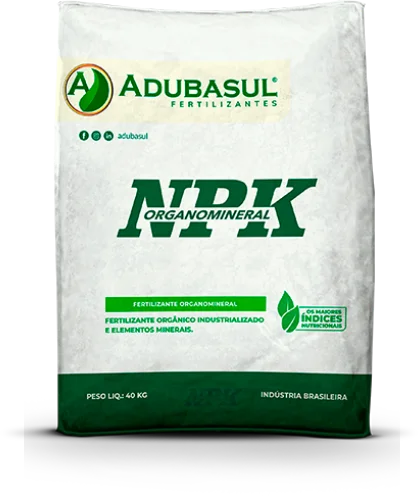 ADUBASUL®
FERTILIZANTES
adubasul
NPK
ORGANOMINERAL
FERTILIZANTE ORGANOMINERAL
FERTILIZANTE ORGÂNICO INDUSTRIALIZADO
E ELEMENTOS MINERAIS.
OS MAIORES
ÍNDICES
NUTRICIONAIS
PESO LIQ.: 40 KG
NPK
INDÚSTRIA BRASILEIRA